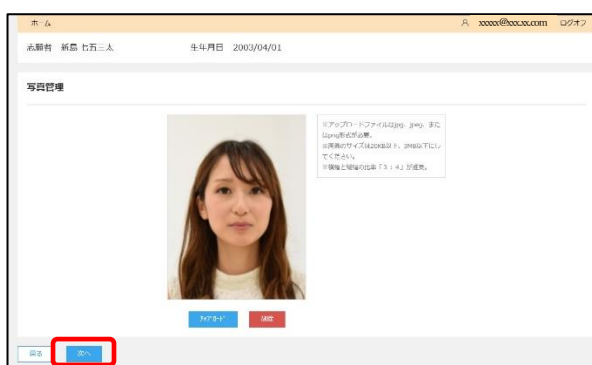 ホーム
xxxxx@xxx.xx.com ログオフ
志願者 新島 七五三太 生年月日 2003/04/01
写真管理
※アップロードファイルはjpg、jpeg、また
はpng形式が必要。
※画像のサイズは20KB以上、2MB以下にし
てください。
※横幅と縦幅の比率「3:4」が最適。
ｱｯﾌﾟﾛｰﾄﾞ 削除
戻る 次へ